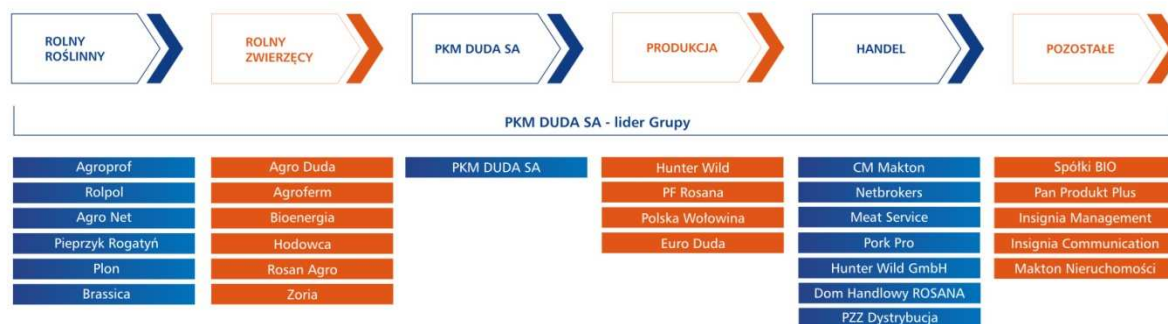 ROLNY
ROŚLINNY
ROLNY
ZWIERZĘCY
PKM DUDA SA
PRODUKCJA
HANDEL
POZOSTAŁE
PKM DUDA SA - lider Grupy
Agroprof
Rolpol
Agro Net
Pieprzyk Rogatyń
Plon
Brassica
Agro Duda
Agroferm
Bioenergia
Hodowca
Rosan Agro
Zoria
PKM DUDA SA
Hunter Wild
PF Rosana
Polska Wołowina
Euro Duda
CM Makton
Netbrokers
Meat Service
Pork Pro
Hunter Wild GmbH
Dom Handlowy ROSANA
PZZ Dystrybucja
Spółki BIO
Pan Produkt Plus
Insignia Management
Insignia Communication
Makton Nieruchomości